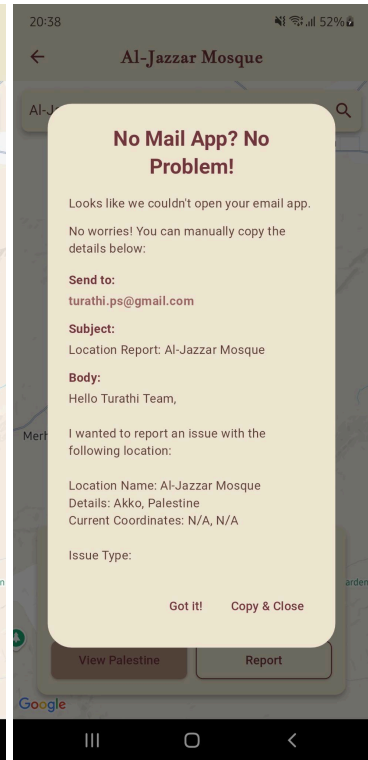 20:38
52%
Al-Jazzar Mosque
No Mail App? No
Problem!
Looks like we couldn't open your email app.
No worries! You can manually copy the
details below:
Send to:
turathi.ps@gmail.com
Subject:
Location Report: Al-Jazzar Mosque
Body:
Hello Turathi Team,
I wanted to report an issue with the
following location:
Location Name: Al-Jazzar Mosque
Details: Akko, Palestine
Current Coordinates: N/A, N/A
Issue Type:
Got it!
Copy & Close
View Palestine
Report
Google